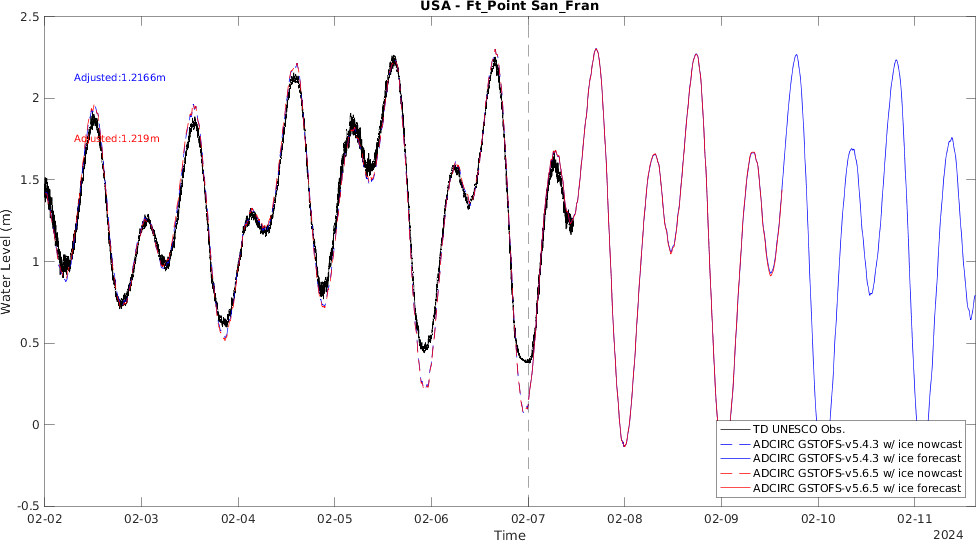 USA - Ft_Point San_Fran
Adjusted:1.2166m
Adjusted:1.219m
Water Level (m)
2.5
2
1.5
1
0.5
0
-0.5
TD UNESCO Obs.
ADCIRC GSTOFS-v5.4.3 w/ ice nowcast
ADCIRC GSTOFS-v5.4.3 w/ ice forecast
ADCIRC GSTOFS-v5.6.5 w/ ice nowcast
ADCIRC GSTOFS-v5.6.5 w/ ice forecast
02-02 02-03 02-04 02-05 02-06 02-07 02-08 02-09 02-10 02-11
Time
2024